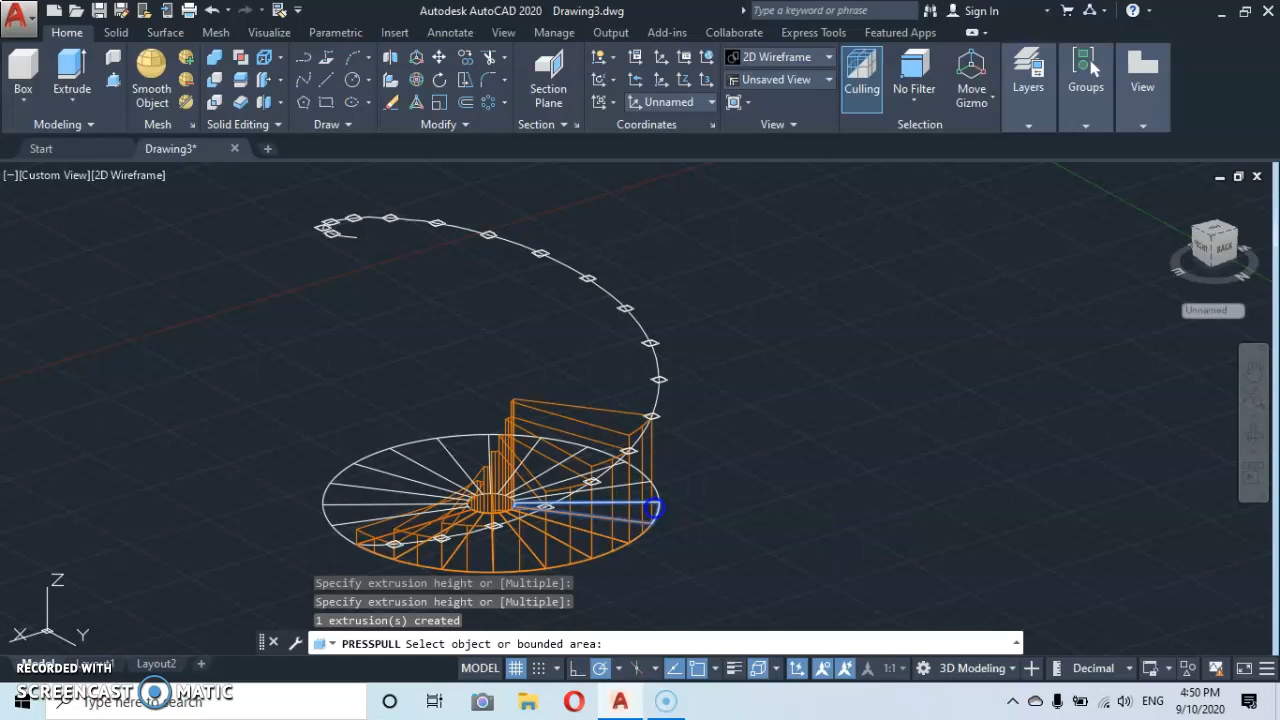 Autodesk AutoCAD 2020 Drawing3.dwg
Type a keyword or phrase
Sign In
Home Solid Surface Mesh Visualize Parametric Insert Annotate View Manage Output Add-ins Collaborate Express Tools Featured Apps
Box
Extrude
Smooth
Object
Section
Plane
2D Wireframe
Unsaved View
Unnamed
Culling
No Filter
Move
Gizmo
Layers
Groups
View
Modeling
Mesh
Solid Editing
Draw
Modify
Section
Coordinates
View
Selection
Start
Drawing3*
[−][Custom View][2D Wireframe]
RIGHT
BACK
Unnamed
Z
X
Y
Specify extrusion height or [Multiple]:
Specify extrusion height or [Multiple]:
1 extrusion(s) created
PRESSPULL Select object or bounded area:
Layout2
MODEL
1:1
3D Modeling
Decimal
RECORDED WITH
SCREENCAST MATIC
Type here to search
ENG
4:50 PM
9/10/2020